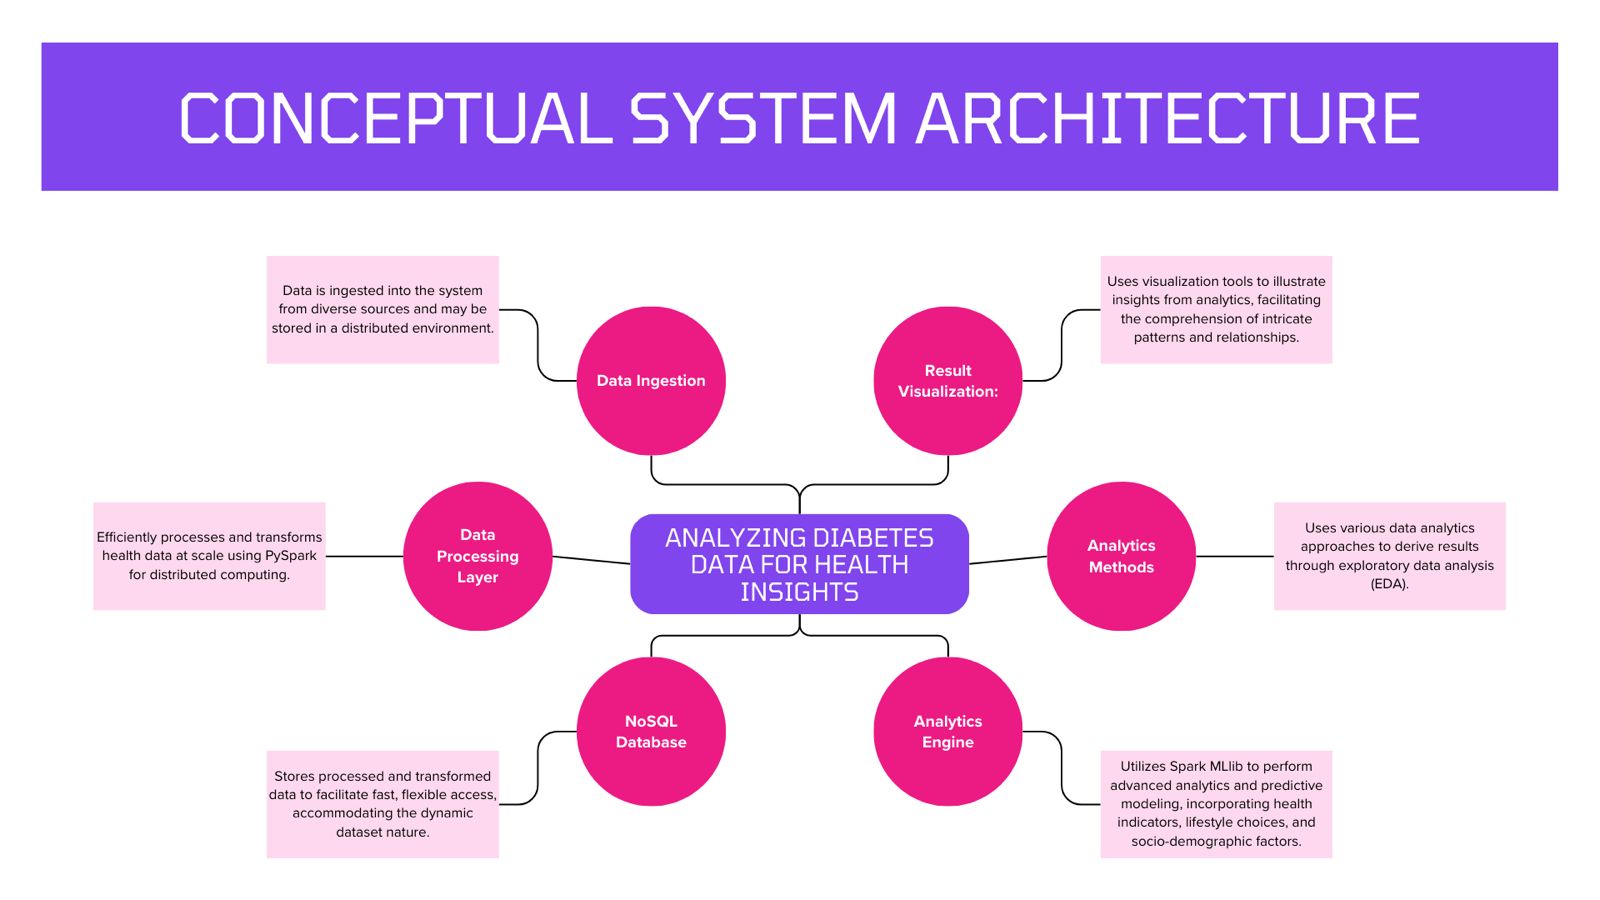 CONCEPTUAL SYSTEM ARCHITECTURE
Data is ingested into the system
from diverse sources and may be
stored in a distributed environment.
Data Ingestion
Result
Visualization:
Uses visualization tools to illustrate
insights from analytics, facilitating
the comprehension of intricate
patterns and relationships.
Efficiently processes and transforms
health data at scale using PySpark
for distributed computing.
Data
Processing
Layer
ANALYZING DIABETES
DATA FOR HEALTH
INSIGHTS
Analytics
Methods
Uses various data analytics
approaches to derive results
through exploratory data analysis
(EDA).
Stores processed and transformed
data to facilitate fast, flexible access,
accommodating the dynamic
dataset nature.
NoSQL
Database
Analytics
Engine
Utilizes Spark MLlib to perform
advanced analytics and predictive
modeling, incorporating health
indicators, lifestyle choices, and
socio-demographic factors.